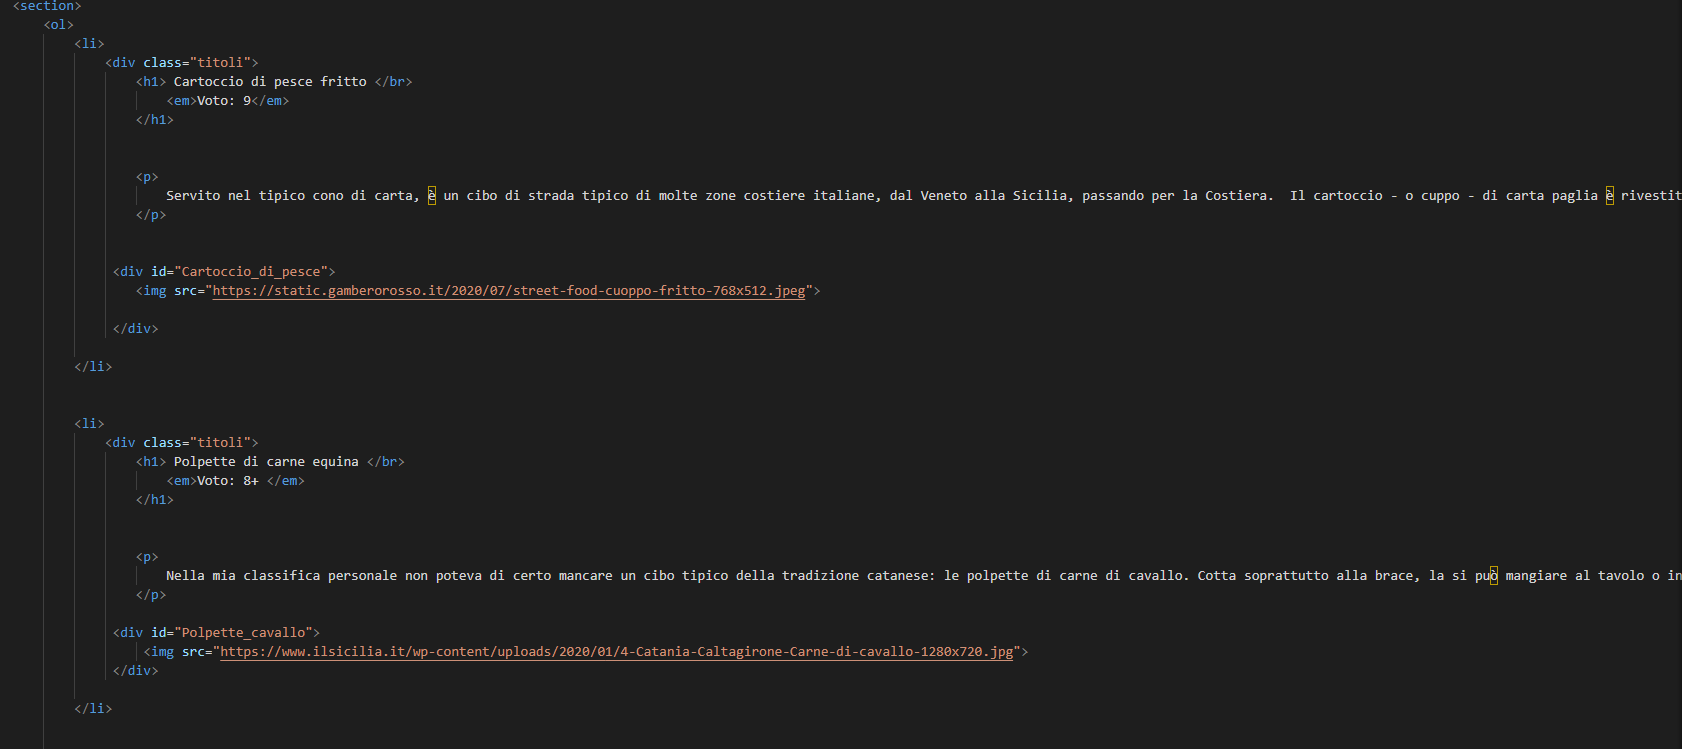 <section>
<ol>
<li>
<div class="titoli">
<h1> Cartoccio di pesce fritto </br>
<em>Voto: 9</em>
</h1>
<p>
Servito nel tipico cono di carta, è un cibo di strada tipico di molte zone costiere italiane, dal Veneto alla Sicilia, passando per la Costiera.  Il cartoccio - o cuppo - di carta paglia è rivestit
</p>
<div id="Cartoccio_di_pesce">
<img src="https://static.gamberorosso.it/2020/07/street-food-cuoppo-fritto-768x512.jpeg">
</div>
</li>
<li>
<div class="titoli">
<h1> Polpette di carne equina </br>
<em>Voto: 8+ </em>
</h1>
<p>
Nella mia classifica personale non poteva di certo mancare un cibo tipico della tradizione catanese: le polpette di carne di cavallo. Cotta soprattutto alla brace, la si può mangiare al tavolo o in
</p>
<div id="Polpette_cavallo">
<img src="https://www.ilsicilia.it/wp-content/uploads/2020/01/4-Catania-Caltagirone-Carne-di-cavallo-1280x720.jpg">
</div>
</li>